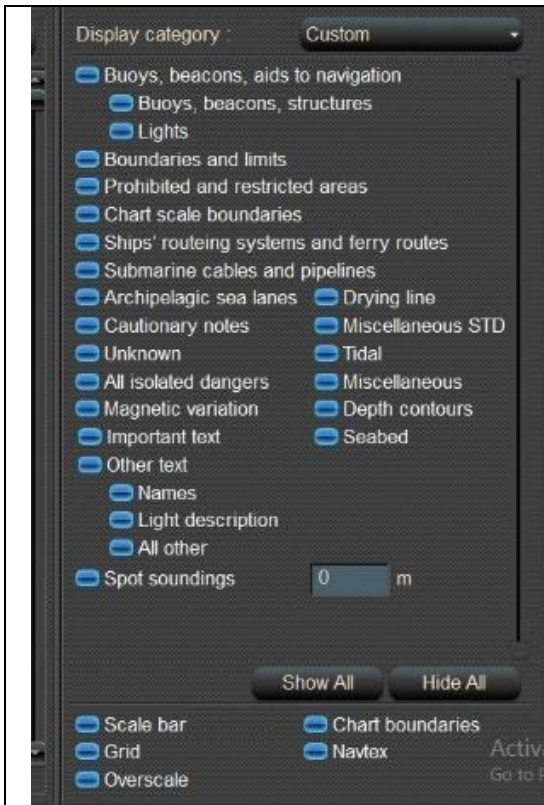 Display category : Custom
Buoys, beacons, aids to navigation
Buoys, beacons, structures
Lights
Boundaries and limits
Prohibited and restricted areas
Chart scale boundaries
Ships' routeing systems and ferry routes
Submarine cables and pipelines
Archipelagic sea lanes Drying line
Cautionary notes Miscellaneous STD
Unknown Tidal
All isolated dangers Miscellaneous
Magnetic variation Depth contours
Important text Seabed
Other text
Names
Light description
All other
Spot soundings 0 m
Show All Hide All
Scale bar Chart boundaries
Grid Navtex
Overscale
Activ
Go to